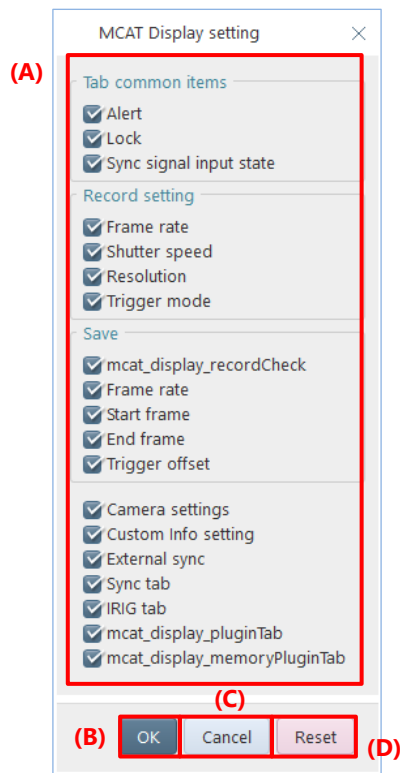 MCAT Display setting
(A)
Tab common items
Alert
Lock
Sync signal input state
Record setting
Frame rate
Shutter speed
Resolution
Trigger mode
Save
mcat_display_recordCheck
Frame rate
Start frame
End frame
Trigger offset
Camera settings
Custom Info setting
External sync
Sync tab
IRIG tab
mcat_display_pluginTab
mcat_display_memoryPluginTab
(C)
(B) OK Cancel Reset (D)